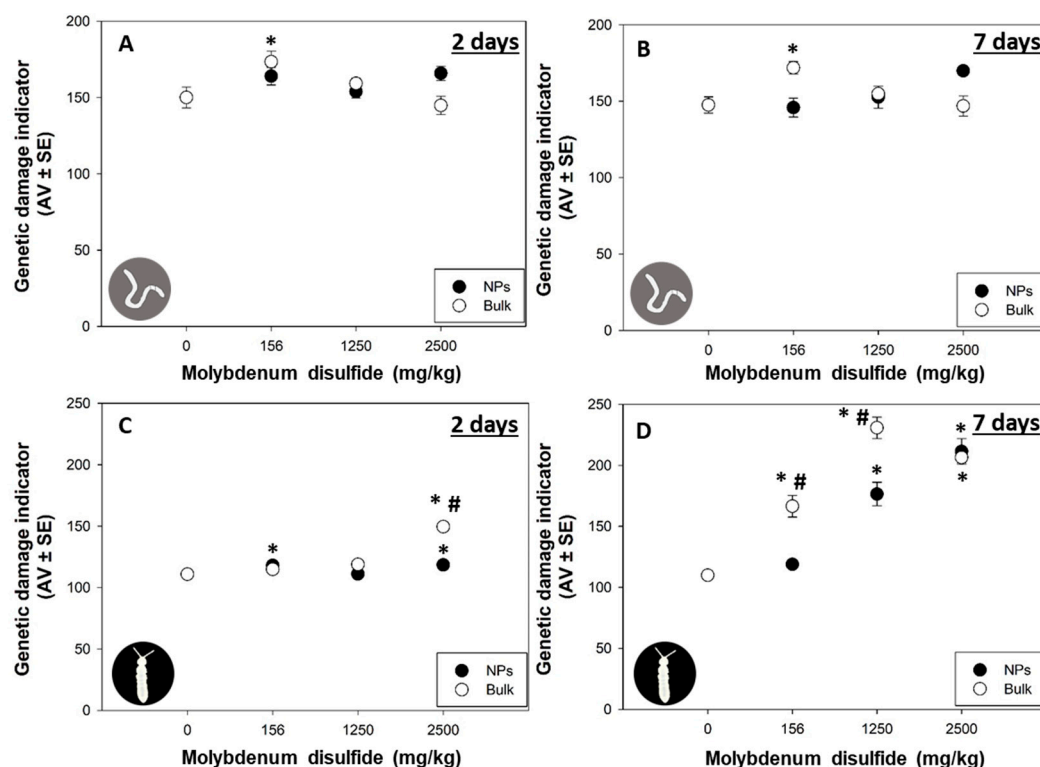 A
2 days
200
150
100
50
0
Genetic damage indicator
(AV ± SE)
*
NPs
Bulk
0 156 1250 2500
Molybdenum disulfide (mg/kg)
B
7 days
200
150
100
50
0
Genetic damage indicator
(AV ± SE)
*
NPs
Bulk
0 156 1250 2500
Molybdenum disulfide (mg/kg)
C
2 days
250
200
150
100
50
0
Genetic damage indicator
(AV ± SE)
* #
*
*
NPs
Bulk
0 156 1250 2500
Molybdenum disulfide (mg/kg)
D
7 days
250
200
150
100
50
0
Genetic damage indicator
(AV ± SE)
* #
*
* #
*
*
NPs
Bulk
0 156 1250 2500
Molybdenum disulfide (mg/kg)